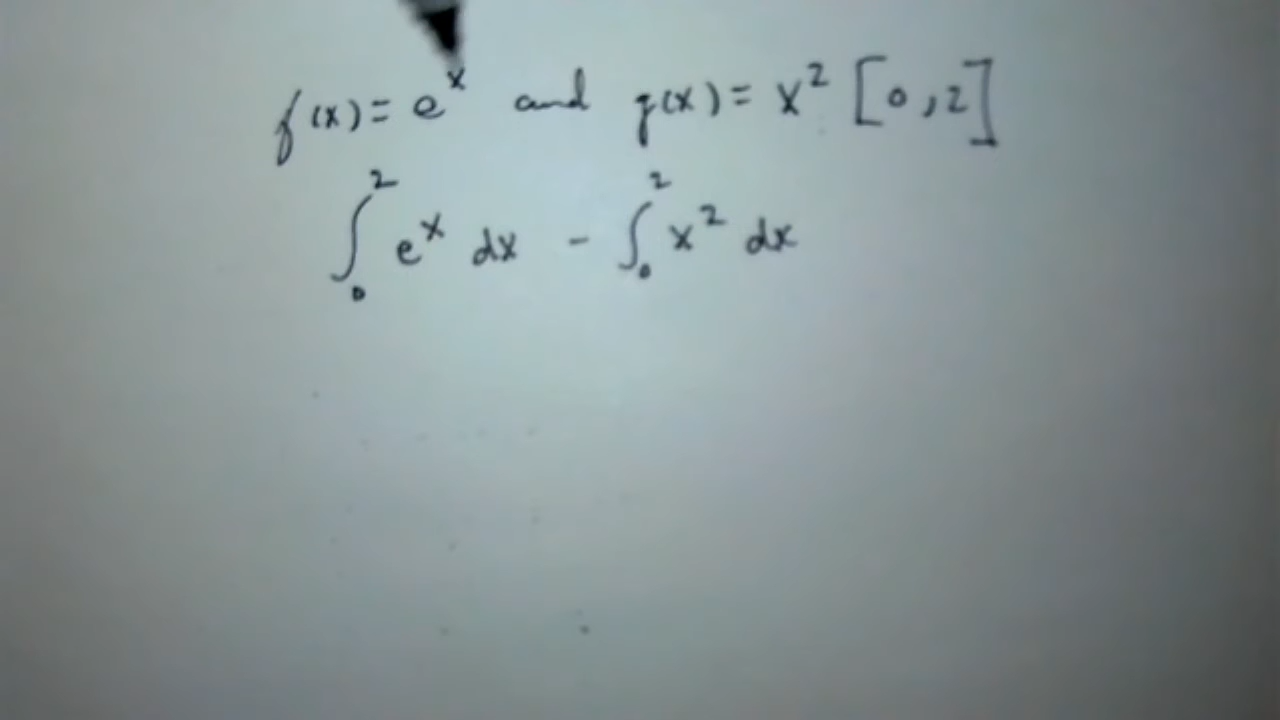 f(x) = e^x and g(x) = x^2 [0,2]
∫_0^2 e^x dx - ∫_0^2 x^2 dx